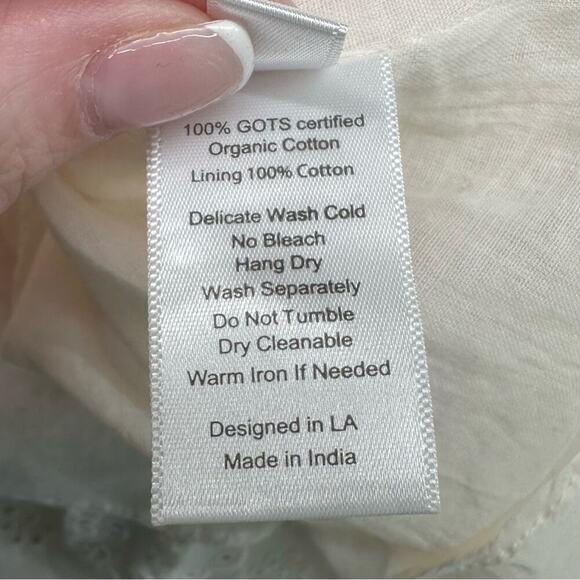 100% GOTS certified
Organic Cotton
Lining 100% Cotton
Delicate Wash Cold
No Bleach
Hang Dry
Wash Separately
Do Not Tumble
Dry Cleanable
Warm Iron If Needed
Designed in LA
Made in India